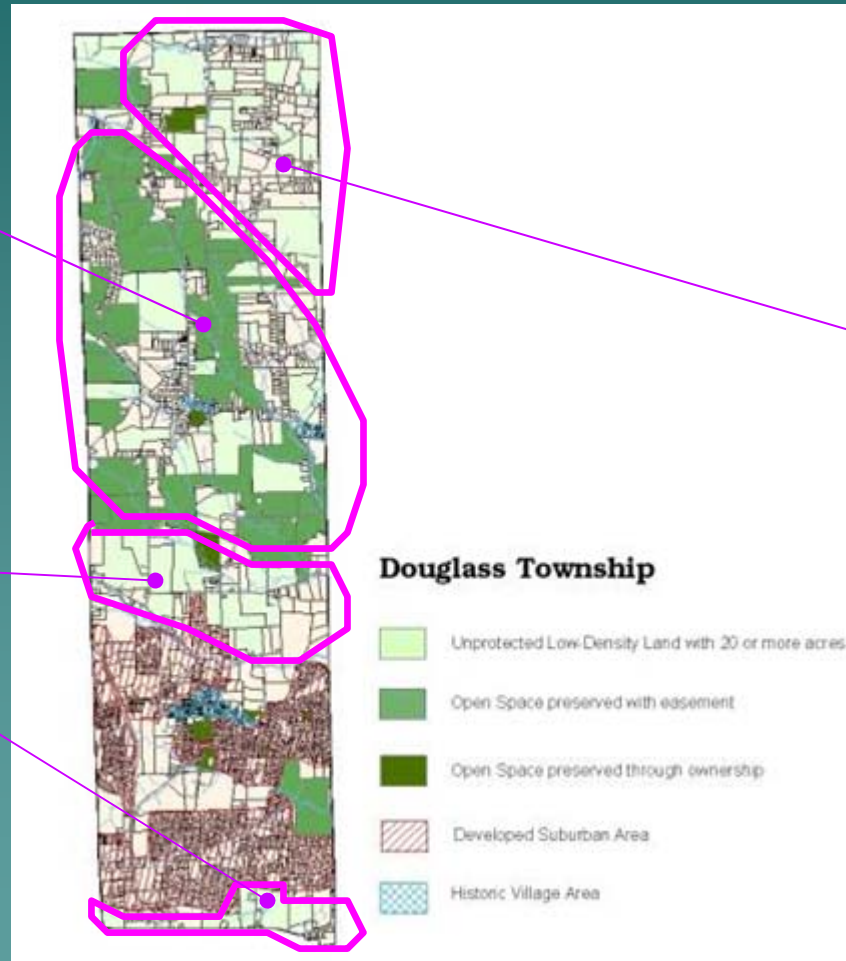 Douglass Township
Unprotected Low-Density Land with 20 or more acres
Open Space preserved with easement
Open Space preserved through ownership
Developed Suburban Area
Historic Village Area